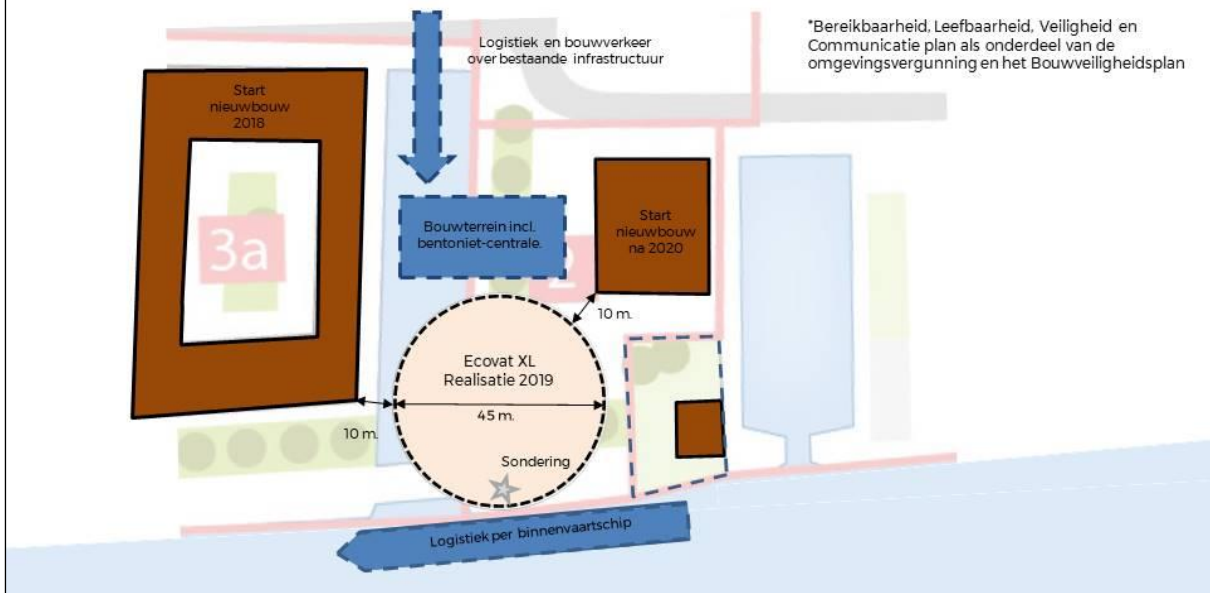 Logistiek en bouwverkeer
over bestaande infrastructuur
*Bereikbaarheid, Leefbaarheid, Veiligheid en
Communicatie plan als onderdeel van de
omgevingsvergunning en het Bouwveiligheidsplan
Start
nieuwbouw
2018
3a
Bouwterrein incl.
bentoniet-centrale.
Start
nieuwbouw
na 2020
2
10 m.
Ecovat XL
Realisatie 2019
45 m.
10 m.
Sondering
Logistiek per binnenvaartschip